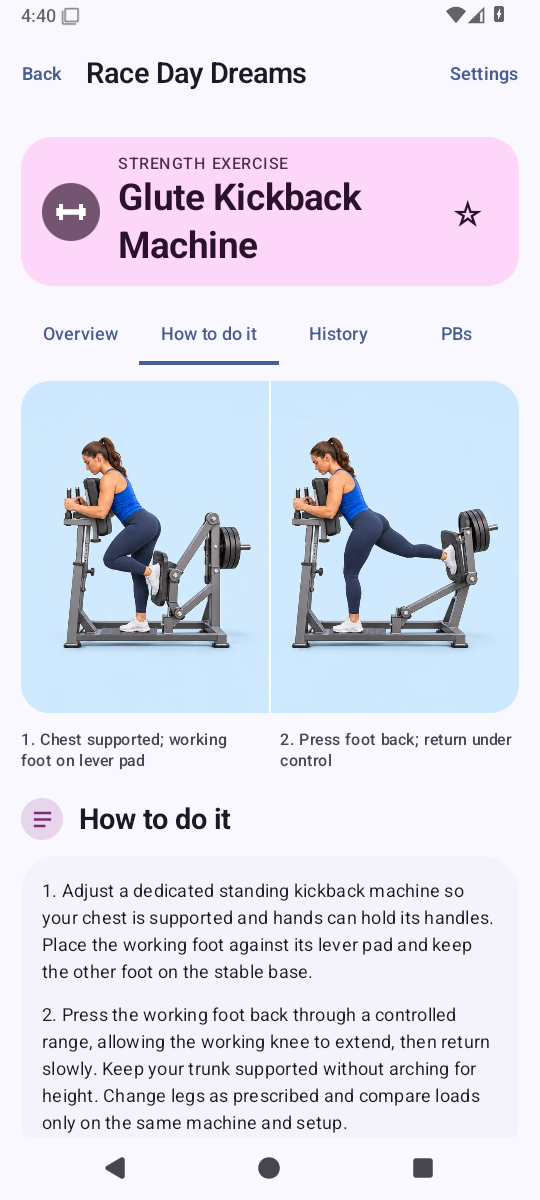 4:40
Back Race Day Dreams Settings
STRENGTH EXERCISE
Glute Kickback
Machine
Overview How to do it History PBs
1. Chest supported; working
foot on lever pad
2. Press foot back; return under
control
How to do it
1. Adjust a dedicated standing kickback machine so
your chest is supported and hands can hold its handles.
Place the working foot against its lever pad and keep
the other foot on the stable base.
2. Press the working foot back through a controlled
range, allowing the working knee to extend, then return
slowly. Keep your trunk supported without arching for
height. Change legs as prescribed and compare loads
only on the same machine and setup.